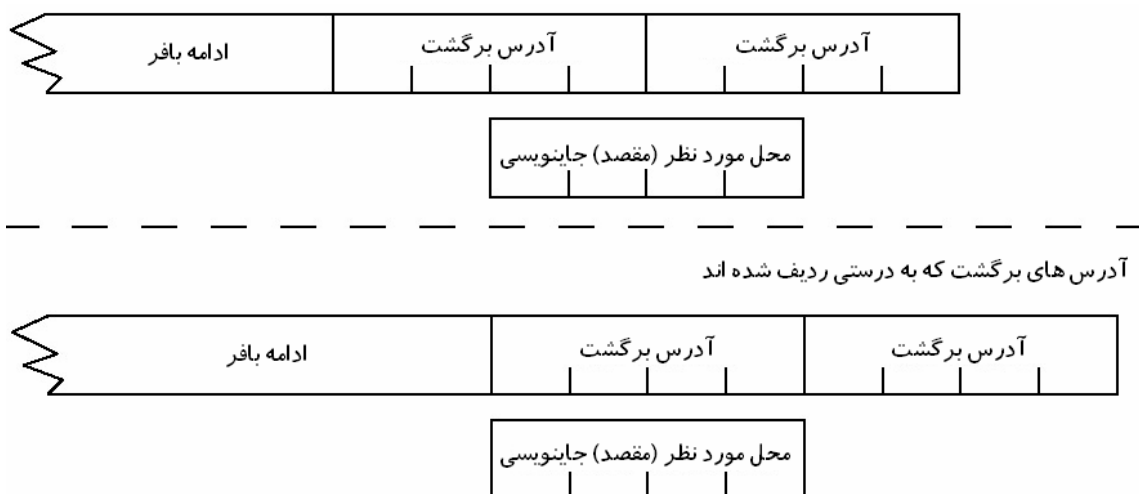 آدرس برگشت
آدرس برگشت
ادامه بافر
محل مورد نظر (مقصد) جاینویسی
آدرس های برگشت که به درستی ردیف شده اند
آدرس برگشت
آدرس برگشت
ادامه بافر
محل مورد نظر (مقصد) جاینویسی